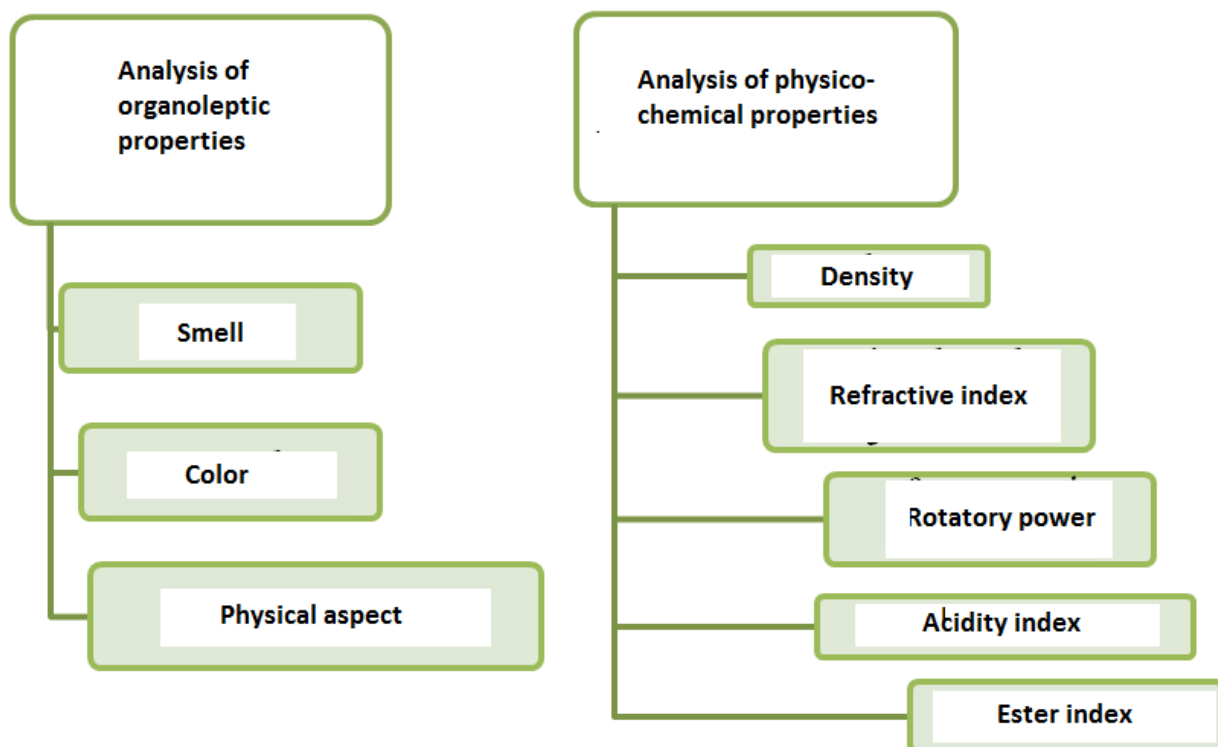 Analysis of
organoleptic
properties
Smell
Color
Physical aspect
Analysis of physico-
chemical properties
Density
Refractive index
Rotatory power
Acidity index
Ester index